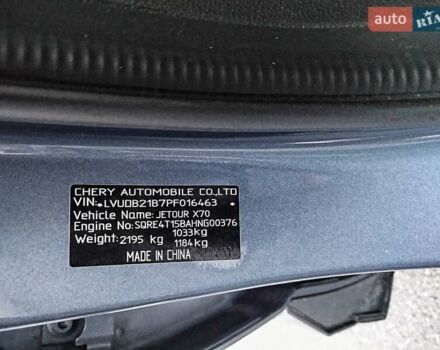 auto RIA
CHERY AUTOMOBILE CO.,LTD
VIN:*LVUDB21B7PF016463*
Vehicle Name: JETOUR X70
Engine No: SQRE4T15BAHNG00376
Weight: 2195 kg 1033kg
1184kg
MADE IN CHINA